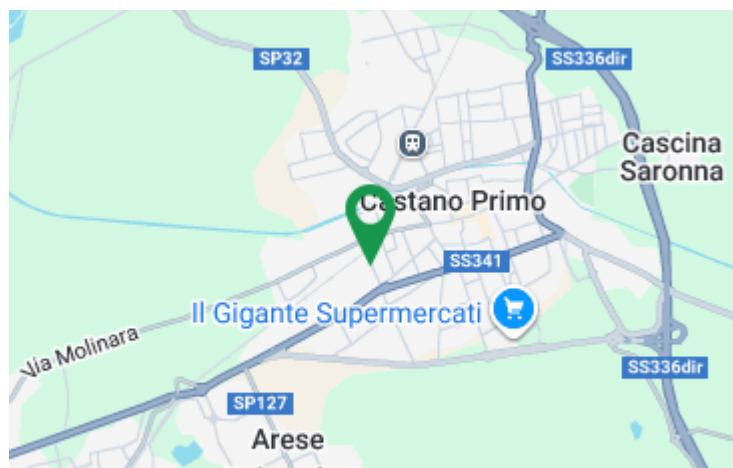 SP32
SS336dir
Cascina
Saronna
Castano Primo
SS341
Il Gigante Supermercati
Via Molinara
SS336dir
SP127
Arese